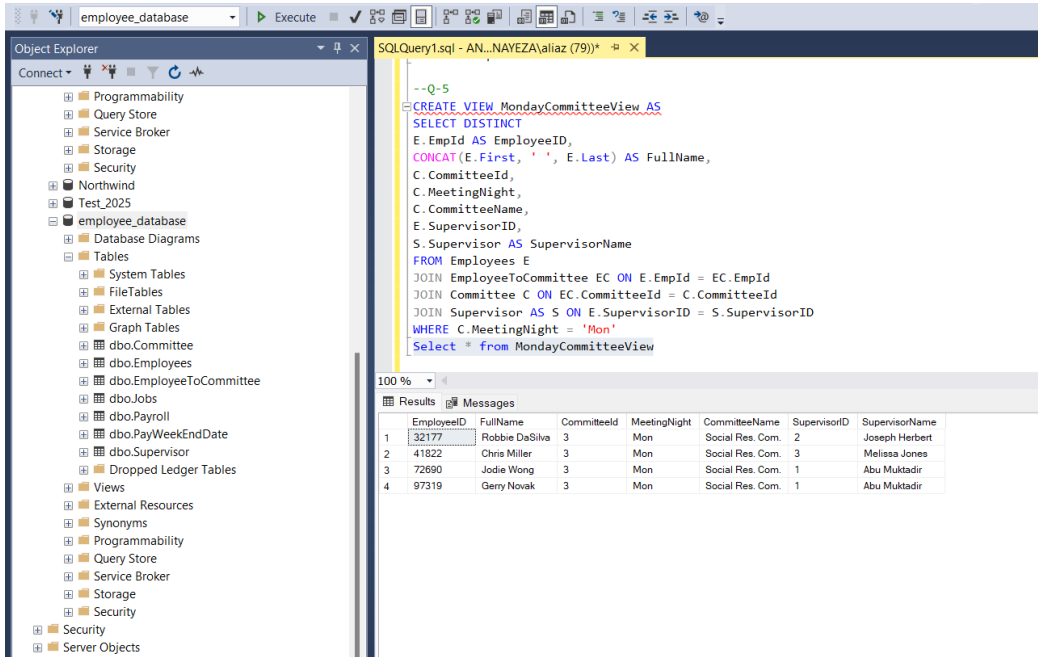 employee_database
Execute
Object Explorer
Connect
Programmability
Query Store
Service Broker
Storage
Security
Northwind
Test_2025
employee_database
Database Diagrams
Tables
System Tables
FileTables
External Tables
Graph Tables
dbo.Committee
dbo.Employees
dbo.EmployeeToCommittee
dbo.Jobs
dbo.Payroll
dbo.PayWeekEndDate
dbo.Supervisor
Dropped Ledger Tables
Views
External Resources
Synonyms
Programmability
Query Store
Service Broker
Storage
Security
Security
Server Objects
SQLQuery1.sql - AN...NAYEZA\aliaz (79))*
--Q-5
CREATE VIEW MondayCommitteeView AS
SELECT DISTINCT
E.EmpId AS EmployeeID,
CONCAT(E.First, ' ', E.Last) AS FullName,
C.CommitteeId,
C.MeetingNight,
C.CommitteeName,
E.SupervisorID,
S.Supervisor AS SupervisorName
FROM Employees E
JOIN EmployeeToCommittee EC ON E.EmpId = EC.EmpId
JOIN Committee C ON EC.CommitteeId = C.CommitteeId
JOIN Supervisor AS S ON E.SupervisorID = S.SupervisorID
WHERE C.MeetingNight = 'Mon'
Select * from MondayCommitteeView
100 %
Results Messages
EmployeeID FullName CommitteeId MeetingNight CommitteeName SupervisorID SupervisorName
1 32177 Robbie DaSilva 3 Mon Social Res. Com. 2 Joseph Herbert
2 41822 Chris Miller 3 Mon Social Res. Com. 3 Melissa Jones
3 72690 Jodie Wong 3 Mon Social Res. Com. 1 Abu Muktadir
4 97319 Gerry Novak 3 Mon Social Res. Com. 1 Abu Muktadir